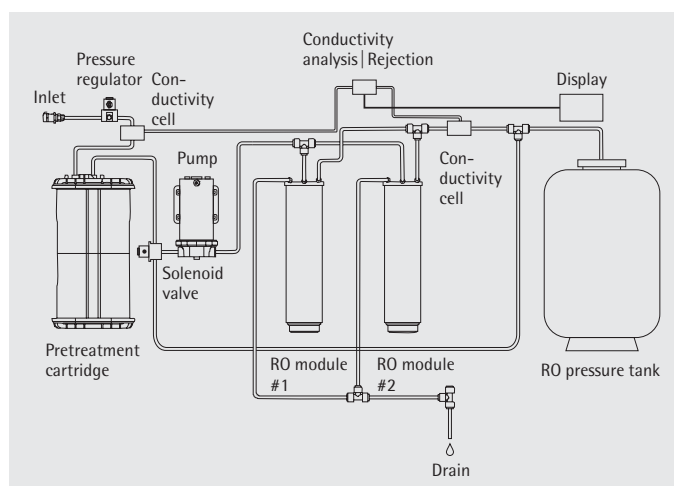 Conductivity
analysis | Rejection
Pressure
regulator
Con-
ductivity
cell
Inlet
Display
Pump
Con-
ductivity
cell
Solenoid
valve
Pretreatment
cartridge
RO module
#1
RO module
#2
RO pressure tank
Drain